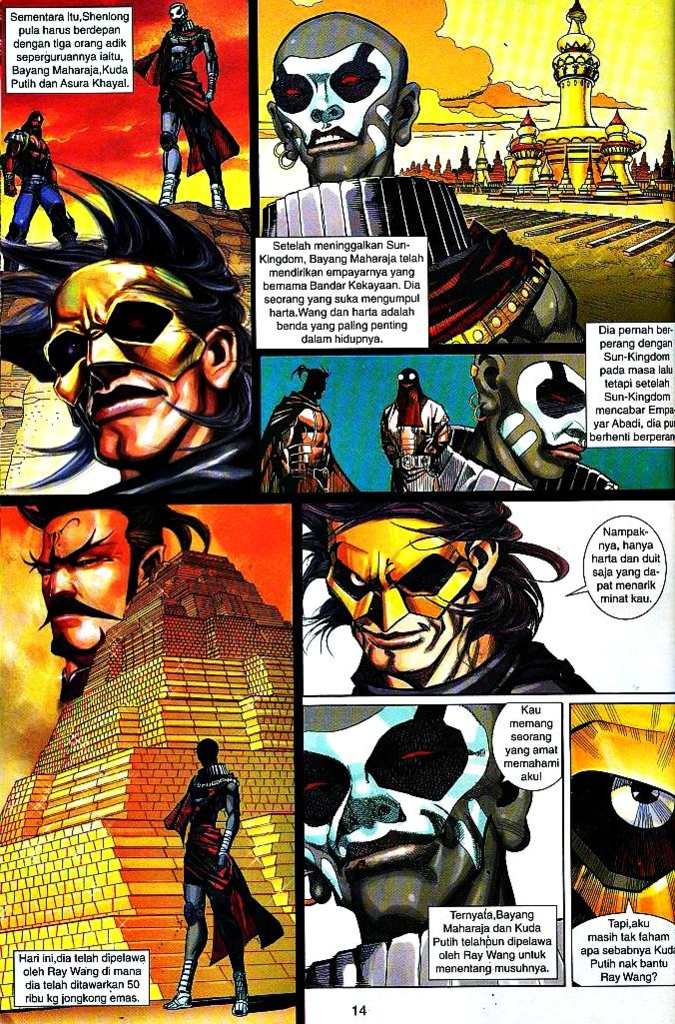 Sementara Itu,Shenlong
pula harus berdepan
dengan tiga orang adik
seperguruannya iaitu,
Bayang Maharaja,Kuda
Putih dan Asura Khayal.
Setelah meninggalkan Sun-
Kingdom, Bayang Maharaja telah
mendirikan empayarnya yang
bernama Bandar Kekayaan. Dia
seorang yang suka mengumpul
harta.Wang dan harta adalah
benda yang paling penting
dalam hidupnya.
Dia pernah ber-
perang dengan
Sun-Kingdom
pada masa lalu
tetapi setelah
Sun-Kingdom
mencabar Empa-
yar Abadi, dia pu
berhenti berperan
Nampak-
nya, hanya
harta dan duit
saja yang da-
pat menarik
minat kau.
Hari ini,dia telah dipelawa
oleh Ray Wang di mana
dia telah ditawarkan 50
ribu kg jongkong emas.
Kau
memang
seorang
yang amat
memahami
aku!
Ternyata,Bayang
Maharaja dan Kuda
Putih telahpun dipelawa
oleh Ray Wang untuk
menentang musuhnya.
Tapi,aku
masih tak faham
apa sebabnya Kuda
Putih nak bantu
Ray Wang?
14